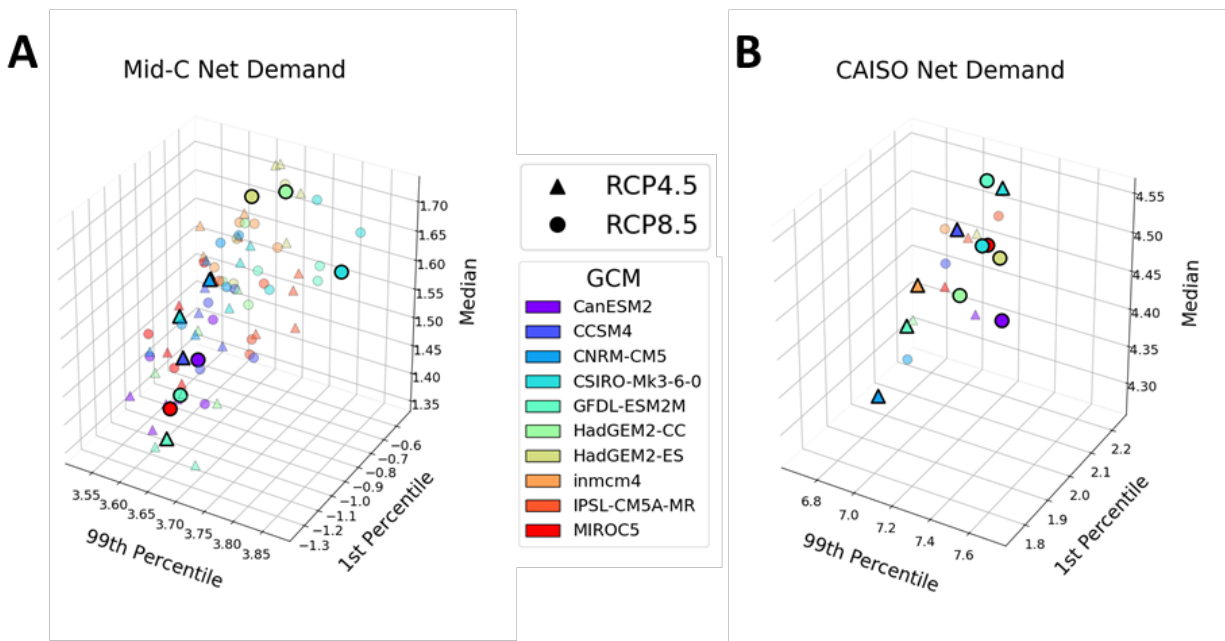 A
Mid-C Net Demand
1.70
1.65
1.60
1.55
1.50
1.45
1.40
1.35
Median
−0.6
−0.7
−0.8
−0.9
−1.0
−1.1
−1.2
−1.3
1st Percentile
3.55
3.60
3.65
3.70
3.75
3.80
3.85
99th Percentile
RCP4.5
RCP8.5
GCM
CanESM2
CCSM4
CNRM-CM5
CSIRO-Mk3-6-0
GFDL-ESM2M
HadGEM2-CC
HadGEM2-ES
inmcm4
IPSL-CM5A-MR
MIROC5
B
CAISO Net Demand
4.55
4.50
4.45
4.40
4.35
4.30
Median
2.2
2.1
2.0
1.9
1.8
1st Percentile
6.8
7.0
7.2
7.4
7.6
99th Percentile